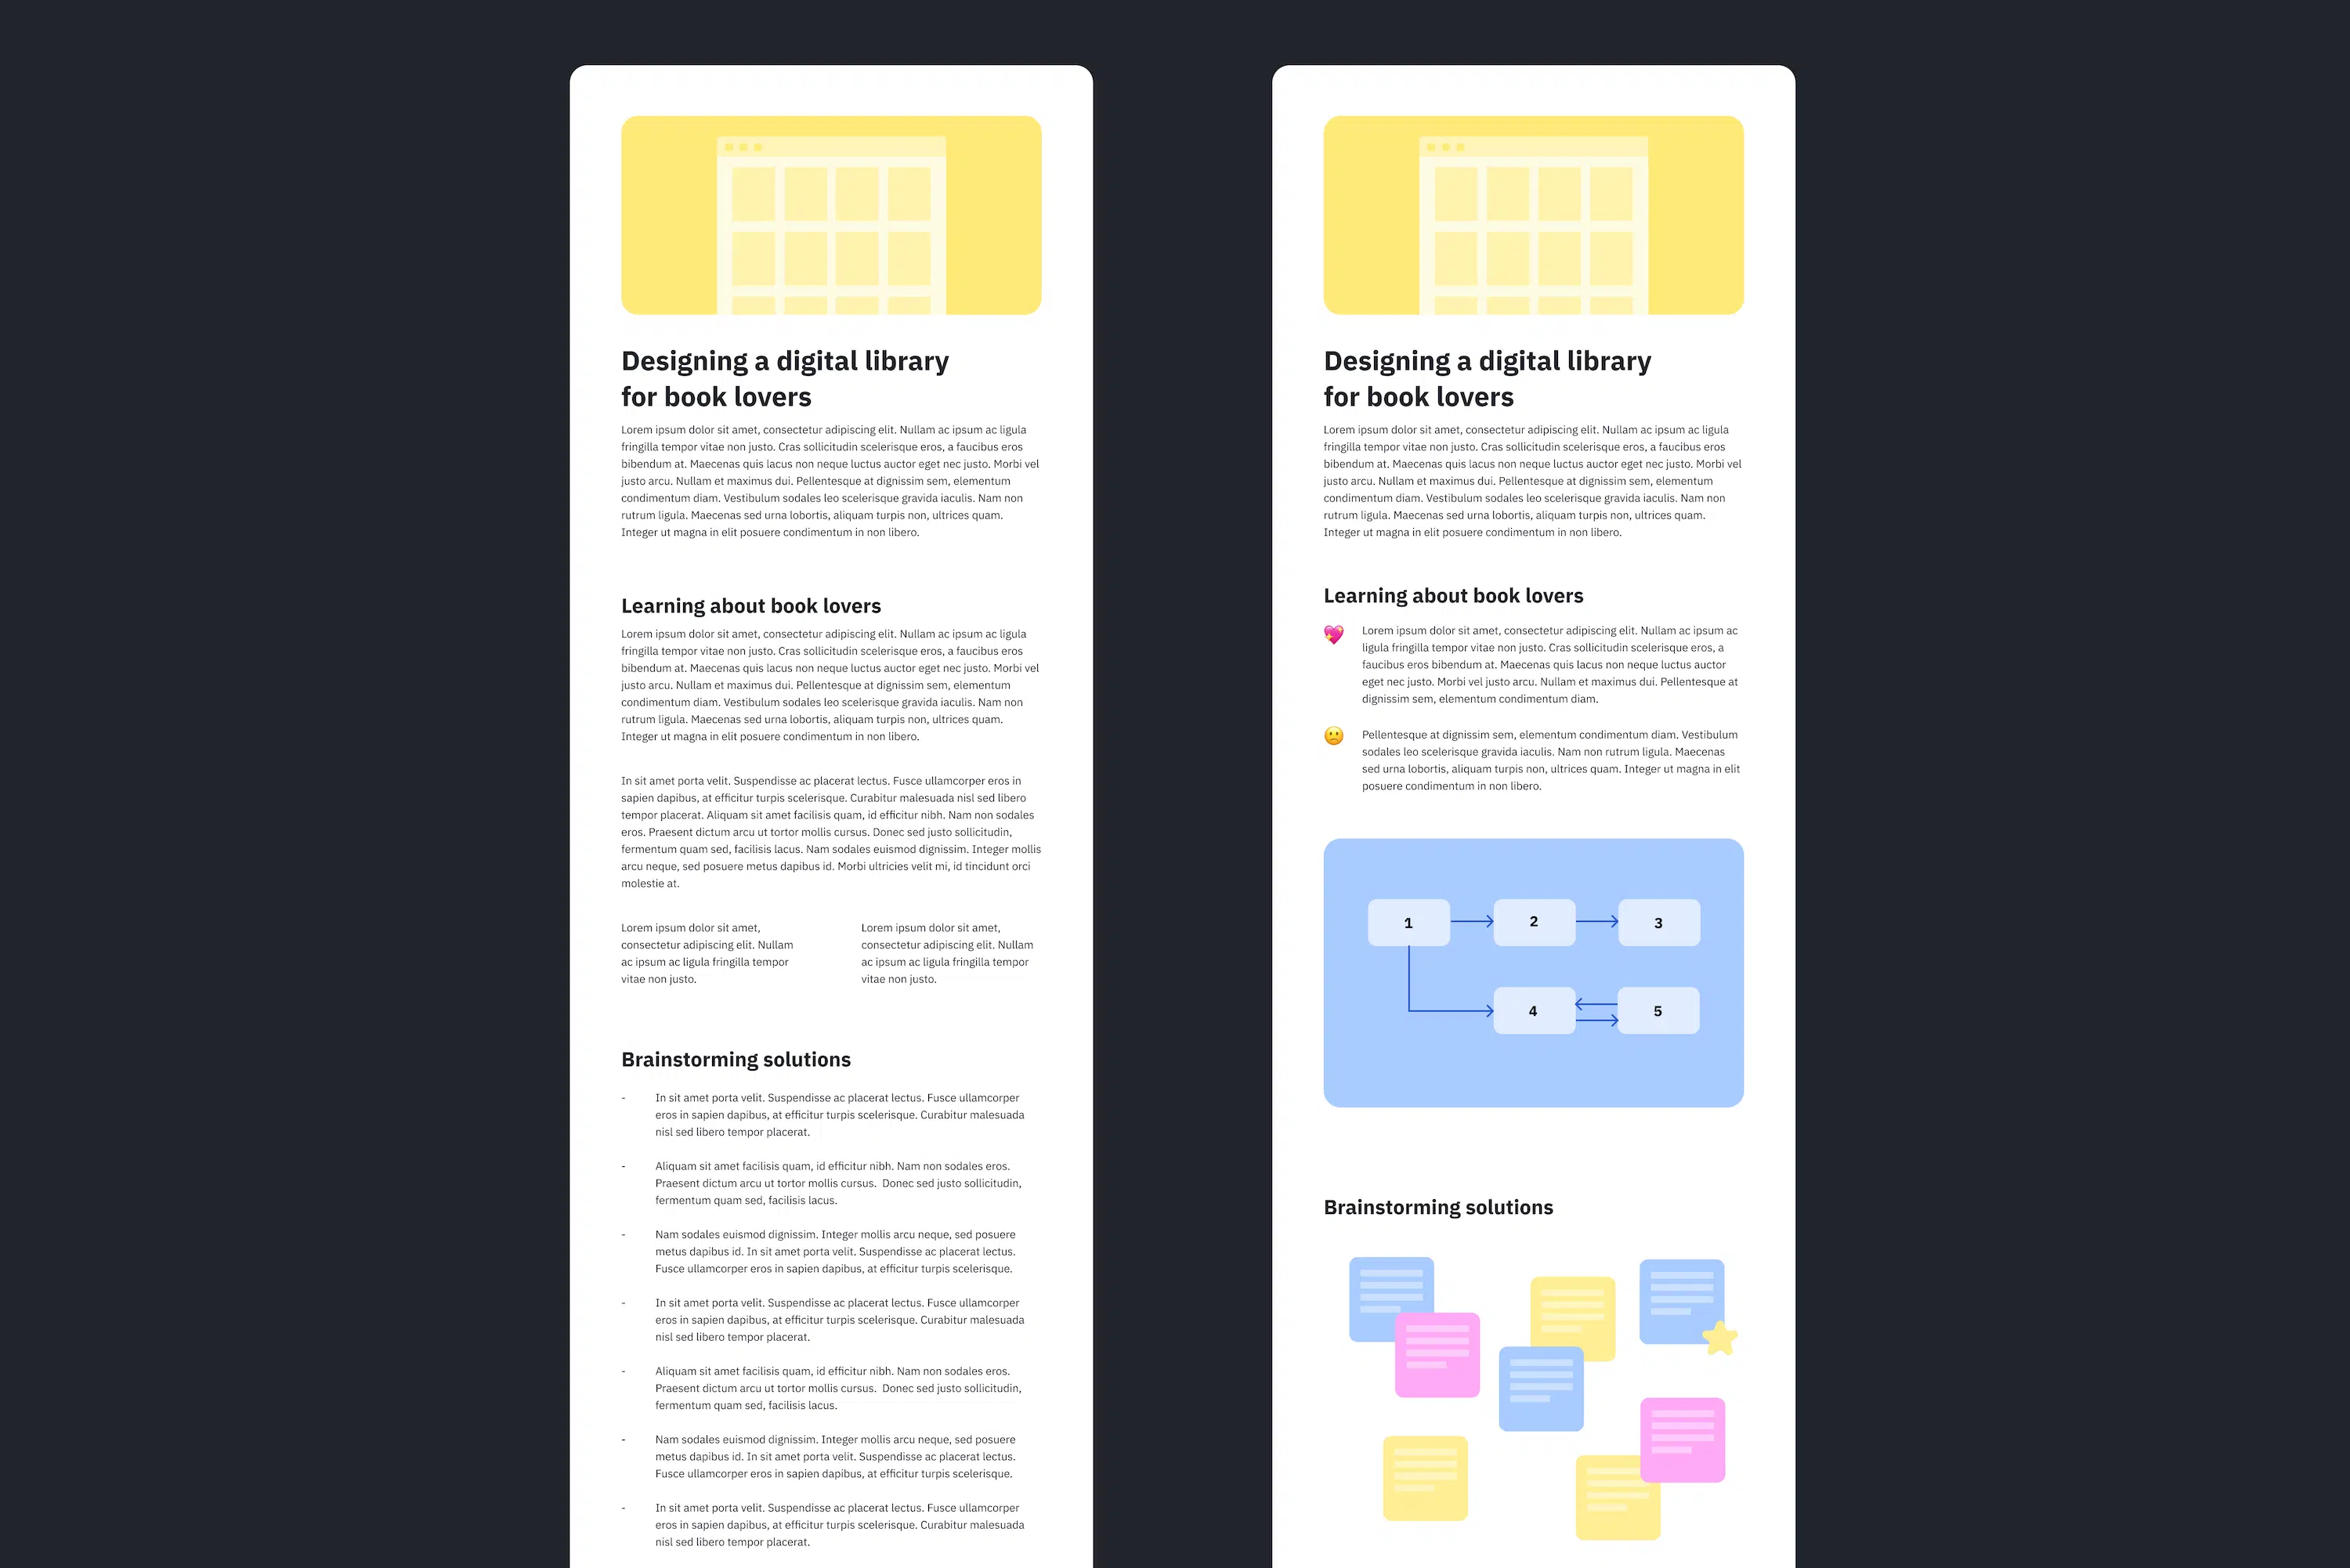 Designing a digital library
for book lovers
Lorem ipsum dolor sit amet, consectetur adipiscing elit. Nullam ac ipsum ac ligula
fringilla tempor vitae non justo. Cras sollicitudin scelerisque eros, a faucibus eros
bibendum at. Maecenas quis lacus non neque luctus auctor eget nec justo. Morbi vel
justo arcu. Nullam et maximus dui. Pellentesque at dignissim sem, elementum
condimentum diam. Vestibulum sodales leo scelerisque gravida iaculis. Nam non
rutrum ligula. Maecenas sed urna lobortis, aliquam turpis non, ultrices quam.
Integer ut magna in elit posuere condimentum in non libero.
Learning about book lovers
Lorem ipsum dolor sit amet, consectetur adipiscing elit. Nullam ac ipsum ac ligula
fringilla tempor vitae non justo. Cras sollicitudin scelerisque eros, a faucibus eros
bibendum at. Maecenas quis lacus non neque luctus auctor eget nec justo. Morbi vel
justo arcu. Nullam et maximus dui. Pellentesque at dignissim sem, elementum
condimentum diam. Vestibulum sodales leo scelerisque gravida iaculis. Nam non
rutrum ligula. Maecenas sed urna lobortis, aliquam turpis non, ultrices quam.
Integer ut magna in elit posuere condimentum in non libero.
In sit amet porta velit. Suspendisse ac placerat lectus. Fusce ullamcorper eros in
sapien dapibus, at efficitur turpis scelerisque. Curabitur malesuada nisl sed libero
tempor placerat. Aliquam sit amet facilisis quam, id efficitur nibh. Nam non sodales
eros. Praesent dictum arcu ut tortor mollis cursus. Donec sed justo sollicitudin,
fermentum quam sed, facilisis lacus. Nam sodales euismod dignissim. Integer mollis
arcu neque, sed posuere metus dapibus id. Morbi ultricies velit mi, id tincidunt orci
molestie at.
Lorem ipsum dolor sit amet,
consectetur adipiscing elit. Nullam
ac ipsum ac ligula fringilla tempor
vitae non justo.
Lorem ipsum dolor sit amet,
consectetur adipiscing elit. Nullam
ac ipsum ac ligula fringilla tempor
vitae non justo.
Brainstorming solutions
- In sit amet porta velit. Suspendisse ac placerat lectus. Fusce ullamcorper
eros in sapien dapibus, at efficitur turpis scelerisque. Curabitur malesuada
nisl sed libero tempor placerat.
- Aliquam sit amet facilisis quam, id efficitur nibh. Nam non sodales eros.
Praesent dictum arcu ut tortor mollis cursus.  Donec sed justo sollicitudin,
fermentum quam sed, facilisis lacus.
- Nam sodales euismod dignissim. Integer mollis arcu neque, sed posuere
metus dapibus id. In sit amet porta velit. Suspendisse ac placerat lectus.
Fusce ullamcorper eros in sapien dapibus, at efficitur turpis scelerisque.
- In sit amet porta velit. Suspendisse ac placerat lectus. Fusce ullamcorper
eros in sapien dapibus, at efficitur turpis scelerisque. Curabitur malesuada
nisl sed libero tempor placerat.
- Aliquam sit amet facilisis quam, id efficitur nibh. Nam non sodales eros.
Praesent dictum arcu ut tortor mollis cursus.  Donec sed justo sollicitudin,
fermentum quam sed, facilisis lacus.
- Nam sodales euismod dignissim. Integer mollis arcu neque, sed posuere
metus dapibus id. In sit amet porta velit. Suspendisse ac placerat lectus.
Fusce ullamcorper eros in sapien dapibus, at efficitur turpis scelerisque.
- In sit amet porta velit. Suspendisse ac placerat lectus. Fusce ullamcorper
eros in sapien dapibus, at efficitur turpis scelerisque. Curabitur malesuada
nisl sed libero tempor placerat.
Designing a digital library
for book lovers
Lorem ipsum dolor sit amet, consectetur adipiscing elit. Nullam ac ipsum ac ligula
fringilla tempor vitae non justo. Cras sollicitudin scelerisque eros, a faucibus eros
bibendum at. Maecenas quis lacus non neque luctus auctor eget nec justo. Morbi vel
justo arcu. Nullam et maximus dui. Pellentesque at dignissim sem, elementum
condimentum diam. Vestibulum sodales leo scelerisque gravida iaculis. Nam non
rutrum ligula. Maecenas sed urna lobortis, aliquam turpis non, ultrices quam.
Integer ut magna in elit posuere condimentum in non libero.
Learning about book lovers
Lorem ipsum dolor sit amet, consectetur adipiscing elit. Nullam ac ipsum ac
ligula fringilla tempor vitae non justo. Cras sollicitudin scelerisque eros, a
faucibus eros bibendum at. Maecenas quis lacus non neque luctus auctor
eget nec justo. Morbi vel justo arcu. Nullam et maximus dui. Pellentesque at
dignissim sem, elementum condimentum diam.
Pellentesque at dignissim sem, elementum condimentum diam. Vestibulum
sodales leo scelerisque gravida iaculis. Nam non rutrum ligula. Maecenas
sed urna lobortis, aliquam turpis non, ultrices quam. Integer ut magna in elit
posuere condimentum in non libero.
1
2
3
4
5
Brainstorming solutions